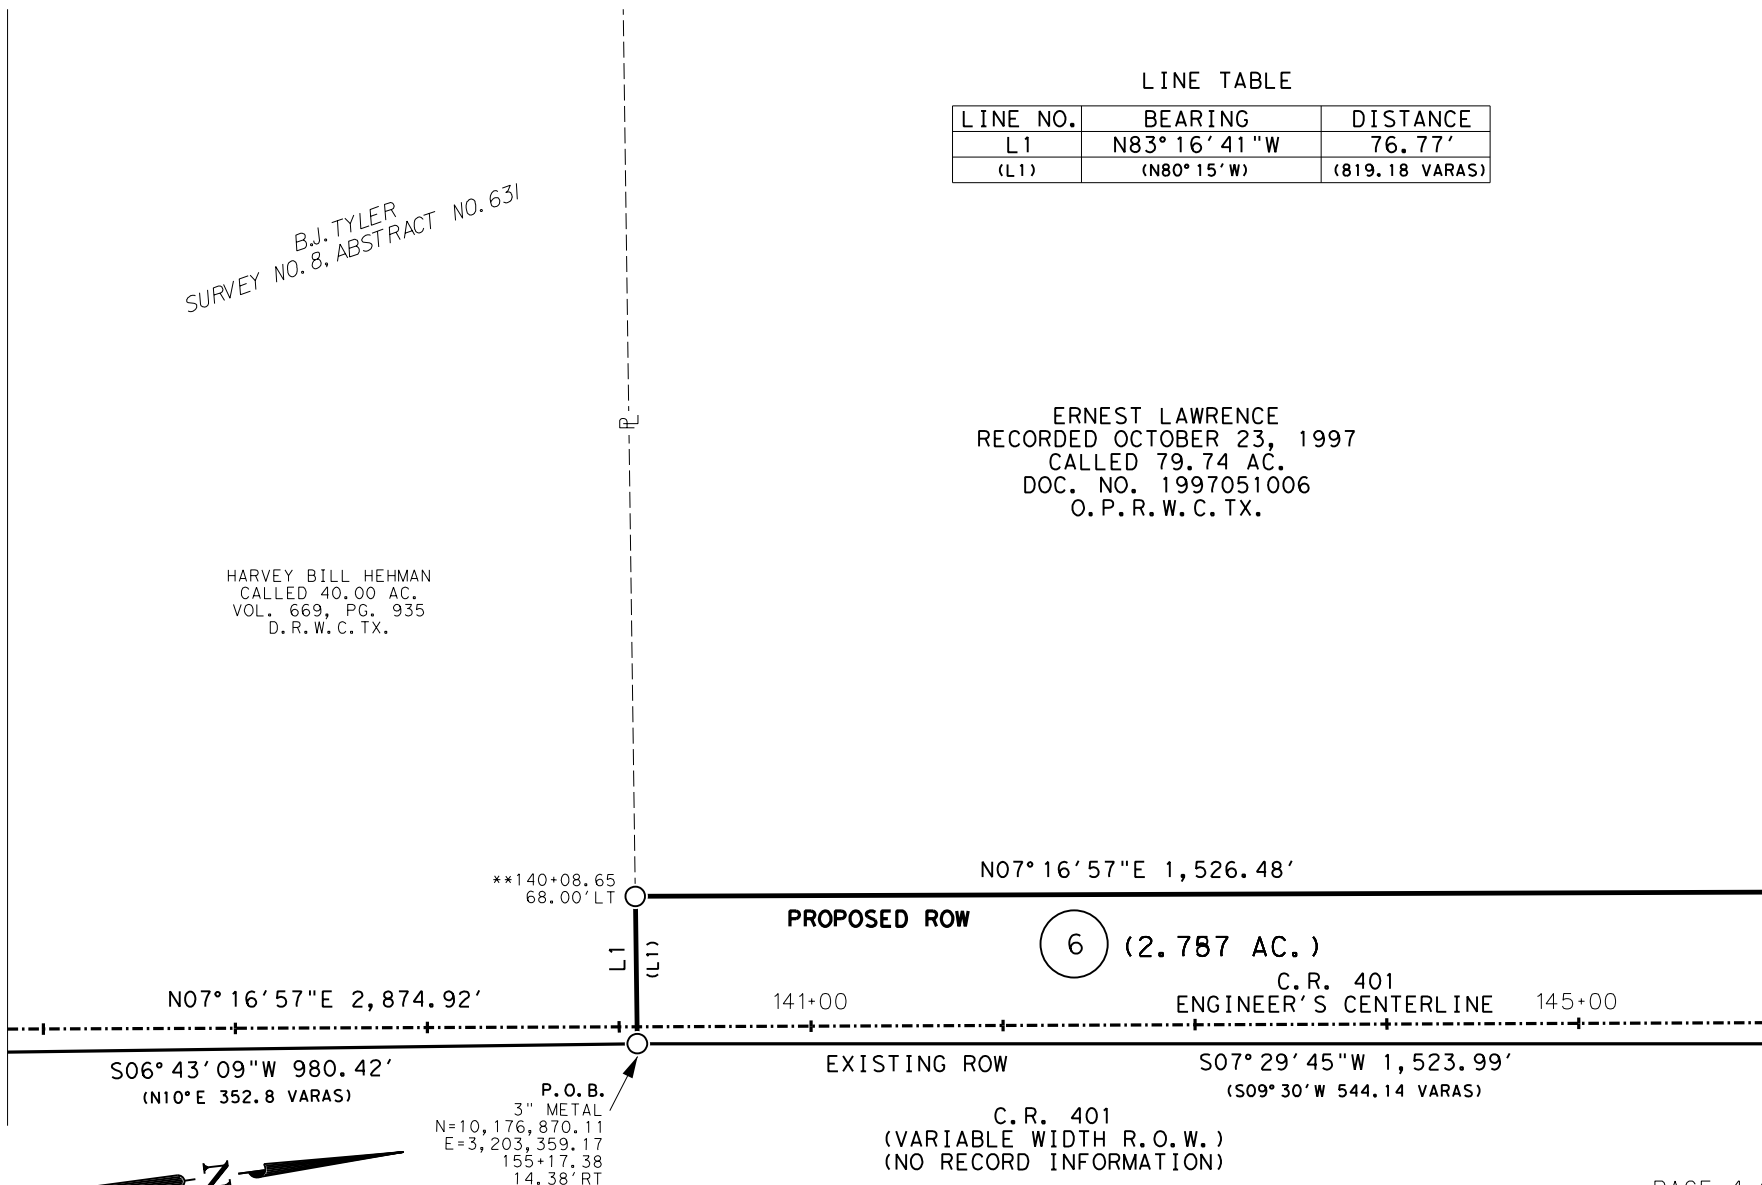 LINE TABLE
LINE NO. BEARING DISTANCE
L1 N83°16'41"W 76.77'
(L1) (N80°15'W) (819.18 VARAS)
B.J. TYLER
SURVEY NO. 8, ABSTRACT NO. 631
PL
ERNEST LAWRENCE
RECORDED OCTOBER 23, 1997
CALLED 79.74 AC.
DOC. NO. 1997051006
O.P.R.W.C.TX.
HARVEY BILL HEHMAN
CALLED 40.00 AC.
VOL. 669, PG. 935
D.R.W.C.TX.
**140+08.65
68.00'LT
N07°16'57"E 1,526.48'
PROPOSED ROW
6
AC.)
L1
(L1)
C.R. 401
ENGINEER'S CENTERLINE
N07°16'57"E 2,874.92'
141+00
145+00
S06°43'09"W 980.42'
(N10°E 352.8 VARAS)
EXISTING ROW
S07°29'45"W 1,523.99'
(S09°30'W 544.14 VARAS)
P.O.B.
3" METAL
N=10,176,870.11
E=3,203,359.17
155+17.38
14.38'RT
C.R. 401
(VARIABLE WIDTH R.O.W.)
(NO RECORD INFORMATION)
N
PAGE 4